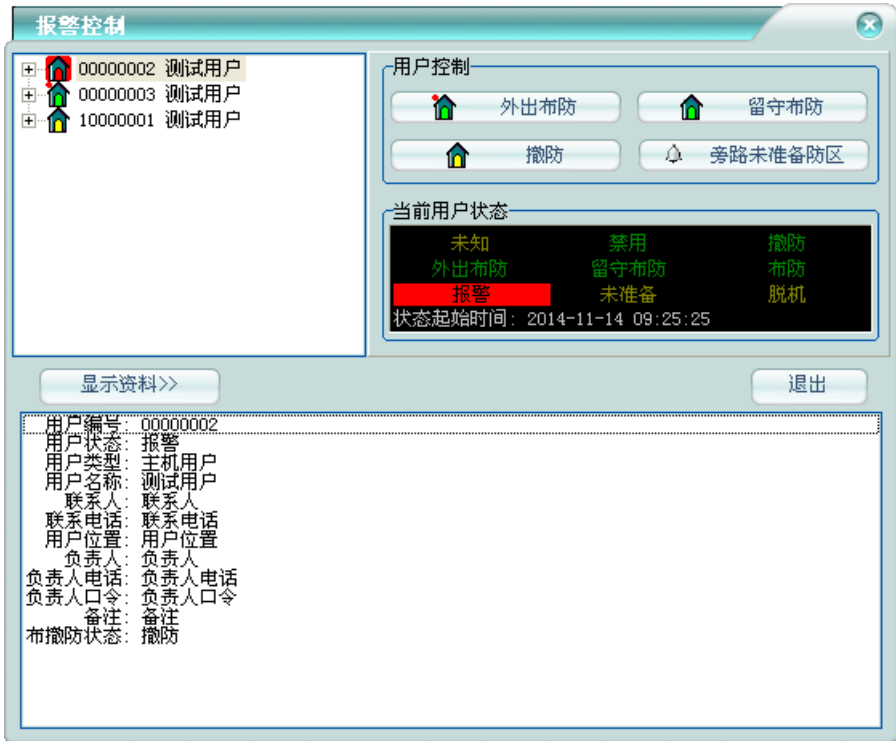 报警控制
00000002 测试用户
00000003 测试用户
10000001 测试用户
用户控制
外出布防 留守布防
撤防 旁路未准备防区
当前用户状态
未知 禁用 撤防
外出布防 留守布防 布防
报警 未准备 脱机
状态起始时间: 2014-11-14 09:25:25
显示资料>> 退出
用户编号: 00000002
用户状态: 报警
用户类型: 主机用户
用户名称: 测试用户
联系人: 联系人
联系电话: 联系电话
用户位置: 用户位置
负责人: 负责人
负责人电话: 负责人电话
负责人口令: 负责人口令
备注: 备注
布撤防状态: 撤防